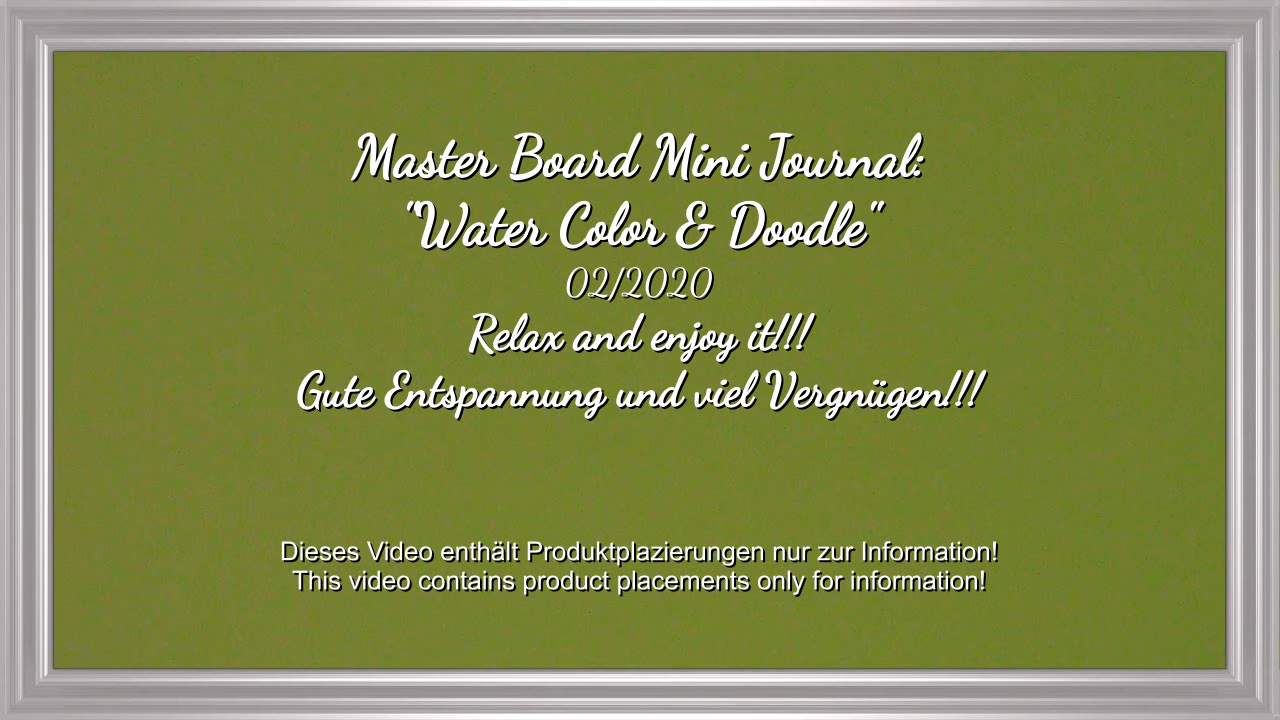 Master Board Mini Journal:
"Water Color & Doodle"
02/2020
Relax and enjoy it!!!
Gute Entspannung und viel Vergnügen!!!
Dieses Video enthält Produktplazierungen nur zur Information!
This video contains product placements only for information!